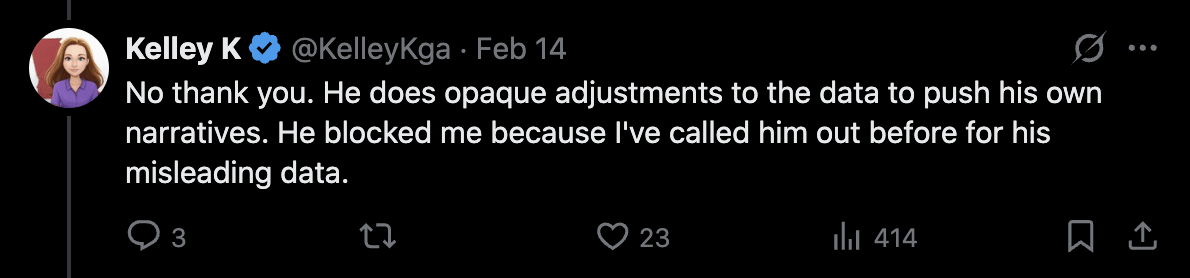 Kelley K @KelleyKga · Feb 14
No thank you. He does opaque adjustments to the data to push his own
narratives. He blocked me because I've called him out before for his
misleading data.
3 23 414